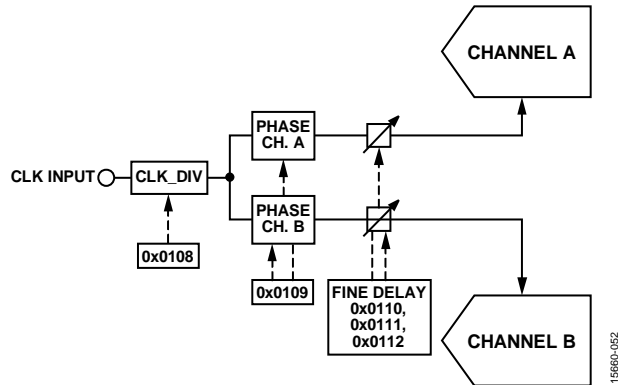 CHANNEL A
PHASE
CH. A
CLK INPUT
CLK_DIV
PHASE
CH. B
0x0108
0x0109
FINE DELAY
0x0110,
0x0111,
0x0112
CHANNEL B
15660-052